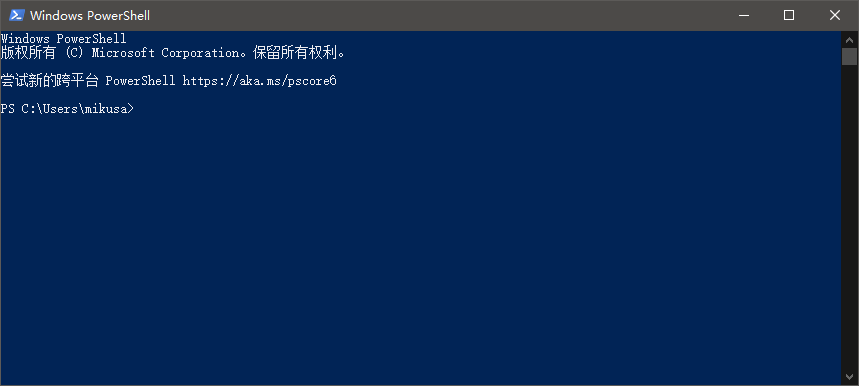 Windows PowerShell
Windows PowerShell
版权所有 (C) Microsoft Corporation。保留所有权利。
尝试新的跨平台 PowerShell https://aka.ms/pscore6
PS C:\Users\mikusa>